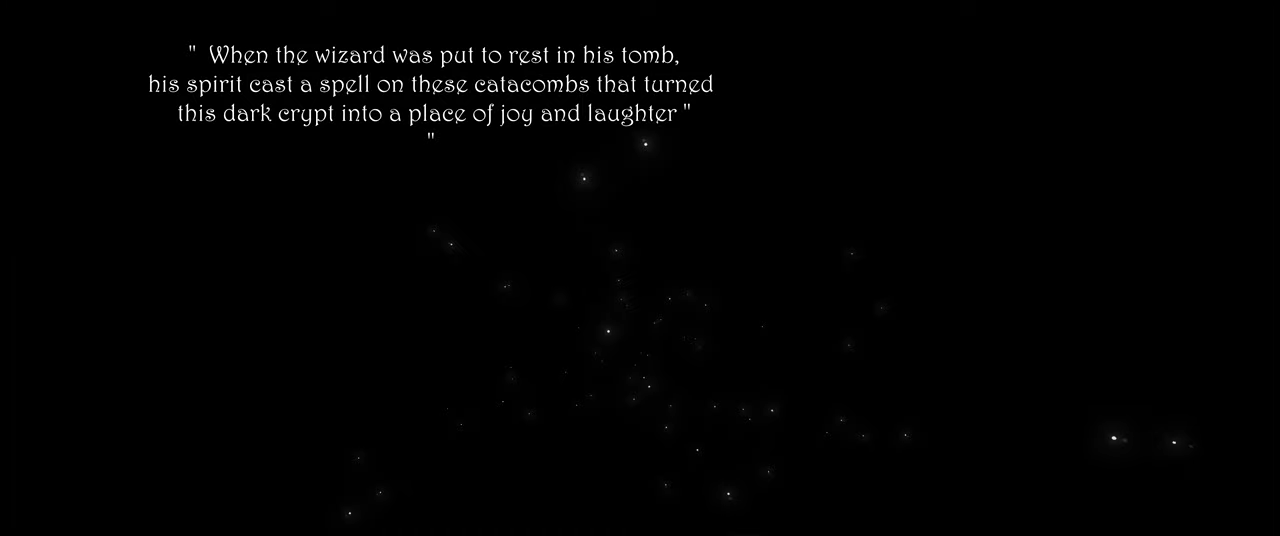 " When the wizard was put to rest in his tomb,
his spirit cast a spell on these catacombs that turned
this dark crypt into a place of joy and laughter "
"